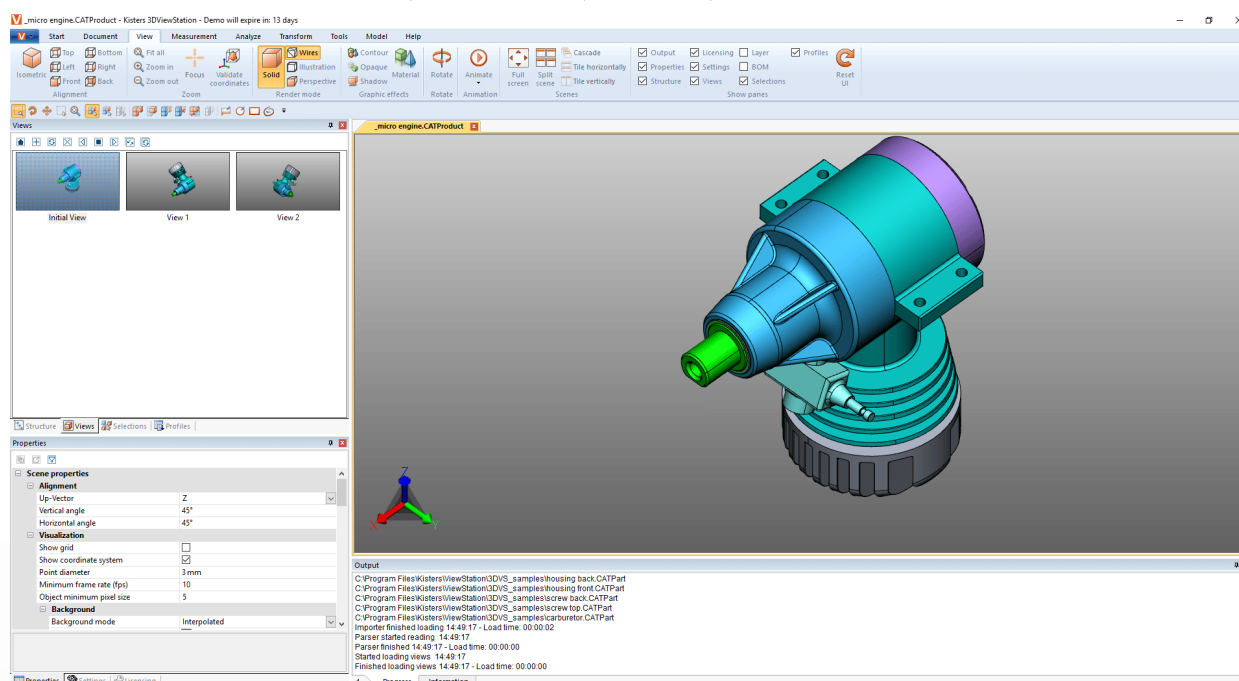 _micro engine.CATProduct - Kisters 3DViewStation - Demo will expire in: 13 days
Start Document View Measurement Analyze Transform Tools Model Help
Top Bottom Fit all Wires Contour Cascade Output Licensing Layer Profiles
Left Right Zoom in Illustration Opaque Tile horizontally Properties Settings BOM
Front Back Zoom out Perspective Shadow Tile vertically Structure Views Selections
Isometric Focus Validate coordinates Solid Material Rotate Animate Full screen Split scene Reset UI
Alignment Zoom Render mode Graphic effects Rotate Animation Scenes Show panes
Views
_micro engine.CATProduct
Initial View View 1 View 2
Structure Views Selections Profiles
Properties
Scene properties
Alignment
Up-Vector Z
Vertical angle 45°
Horizontal angle 45°
Visualization
Show grid
Show coordinate system
Point diameter 3 mm
Minimum frame rate (fps) 10
Object minimum pixel size 5
Background
Background mode Interpolated
Properties Settings Licensing
Z
X
Y
Output
C:\Program Files\Kisters\ViewStation\3DVS_samples\housing back.CATPart
C:\Program Files\Kisters\ViewStation\3DVS_samples\housing front.CATPart
C:\Program Files\Kisters\ViewStation\3DVS_samples\screw back.CATPart
C:\Program Files\Kisters\ViewStation\3DVS_samples\screw top.CATPart
C:\Program Files\Kisters\ViewStation\3DVS_samples\carburetor.CATPart
Importer finished loading 14:49:17 - Load time: 00:00:02
Parser started reading 14:49:17
Parser finished 14:49:17 - Load time: 00:00:00
Started loading views 14:49:17
Finished loading views 14:49:17 - Load time: 00:00:00
Progress Information